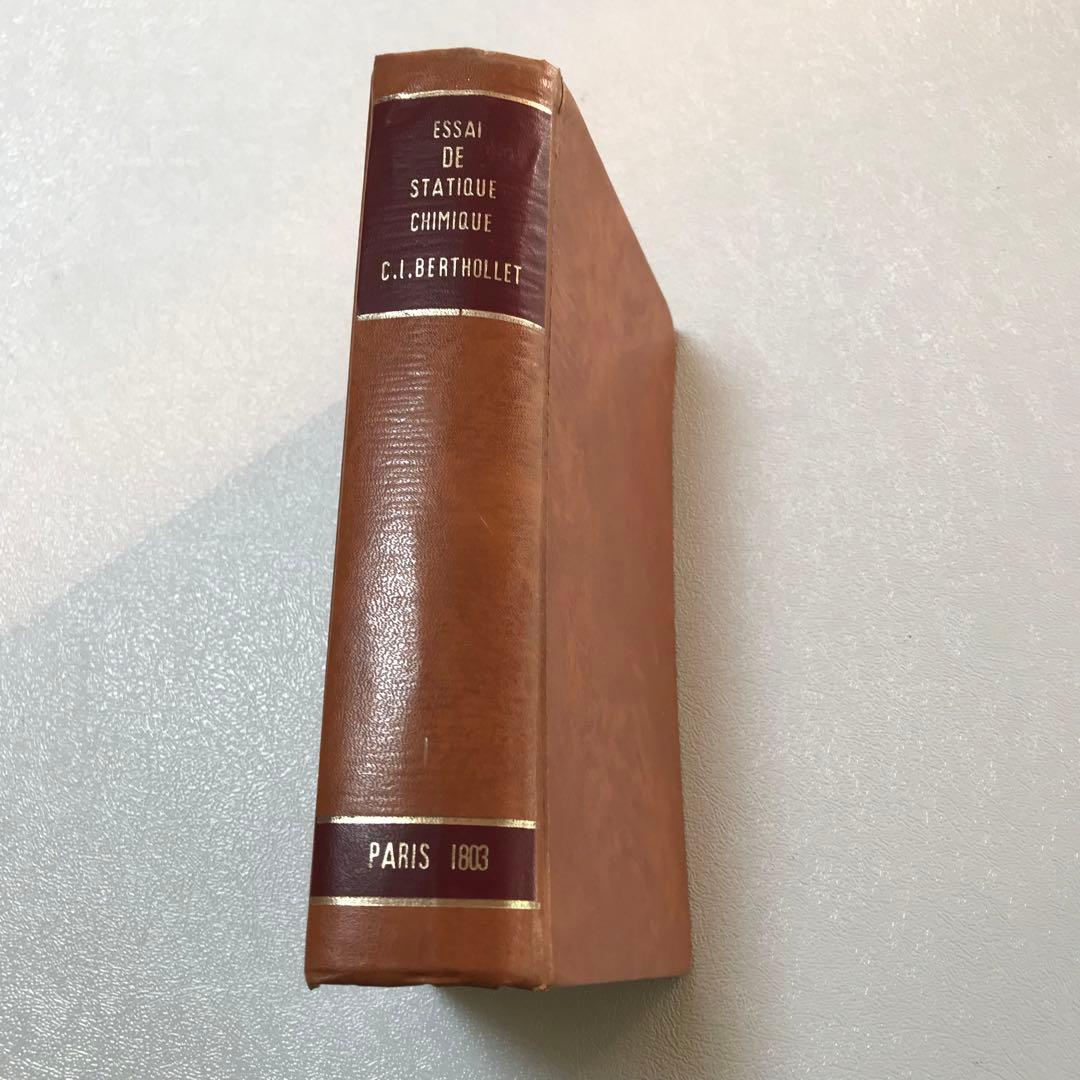 ESSAI
DE
STATIQUE
CHIMIQUE
C.I.BERTHOLLET
PARIS 1803